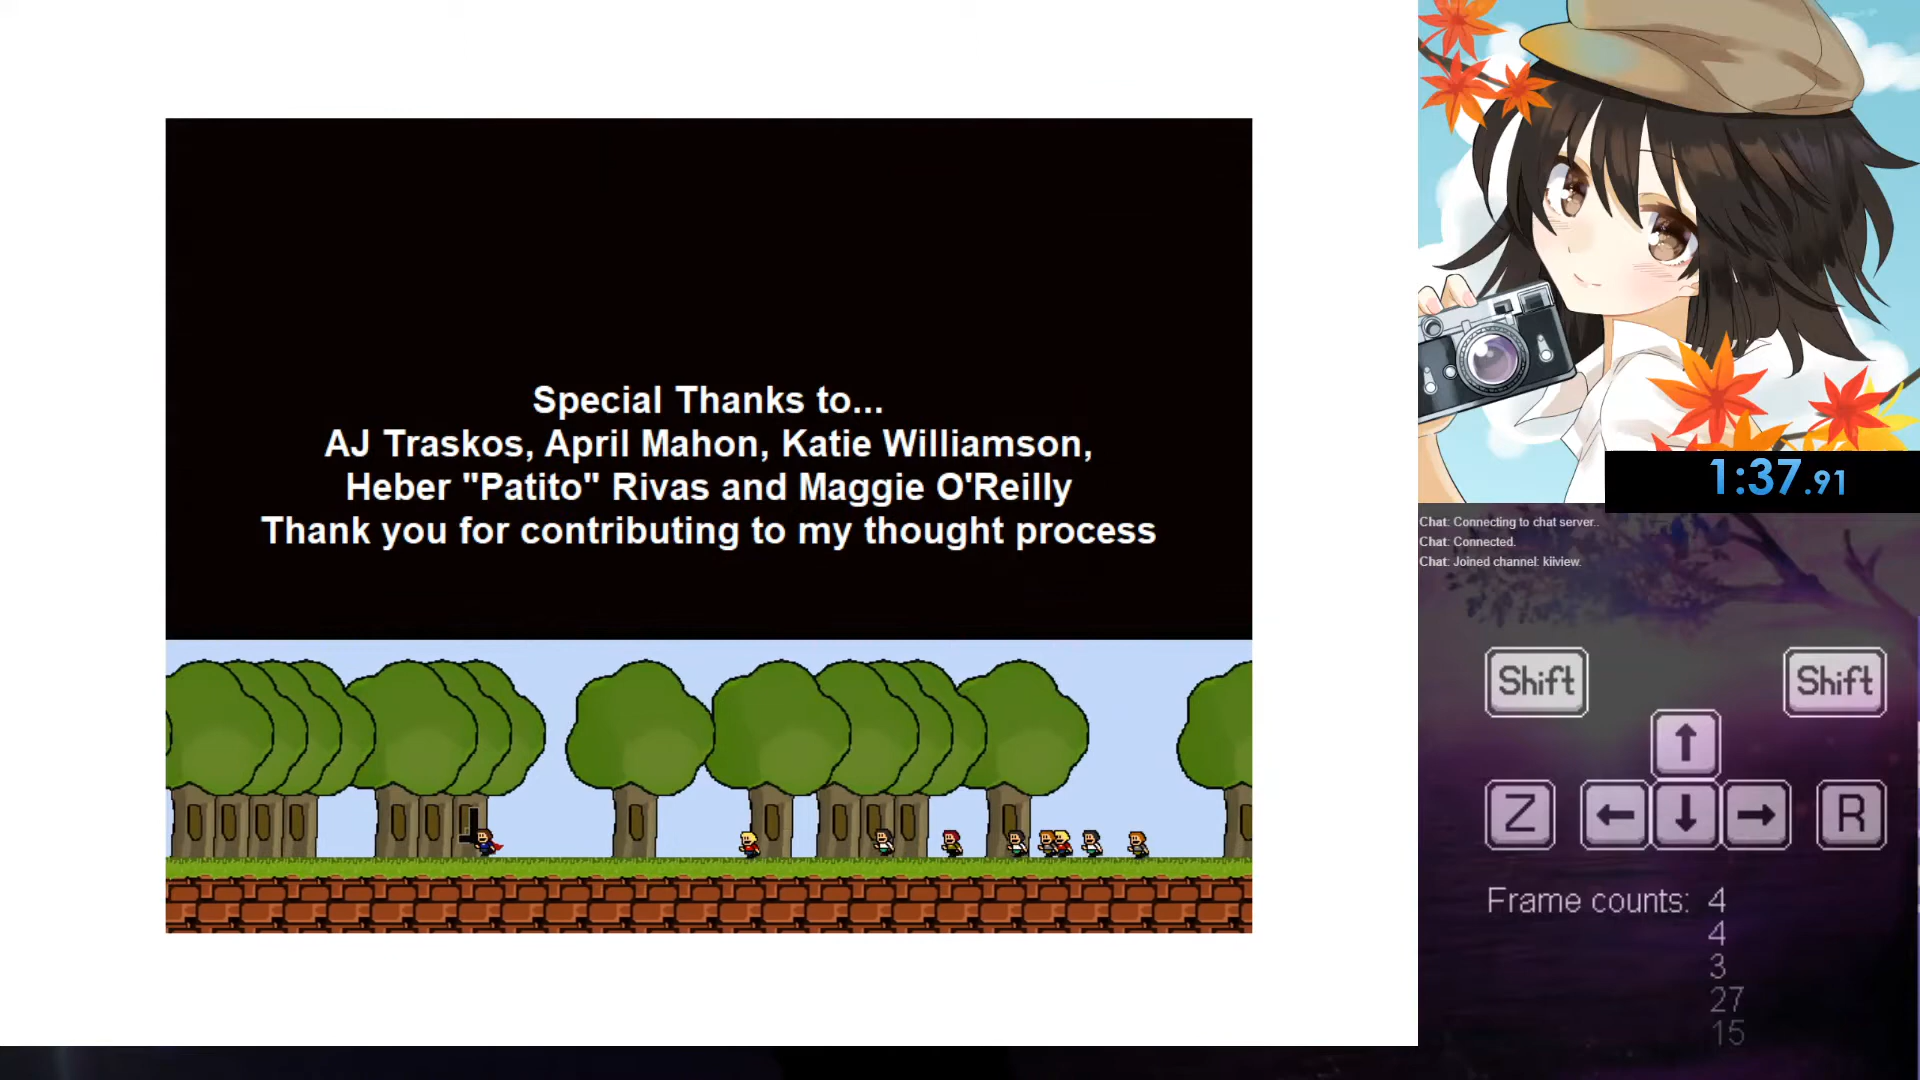 Special Thanks to...
AJ Traskos, April Mahon, Katie Williamson,
Heber "Patito" Rivas and Maggie O'Reilly
Thank you for contributing to my thought process
1:37.91
Chat: Connecting to chat server..
Chat: Connected.
Chat: Joined channel: kiiview.
Shift Shift
↑
Z ← ↓ → R
Frame counts: 4
4
3
27
15